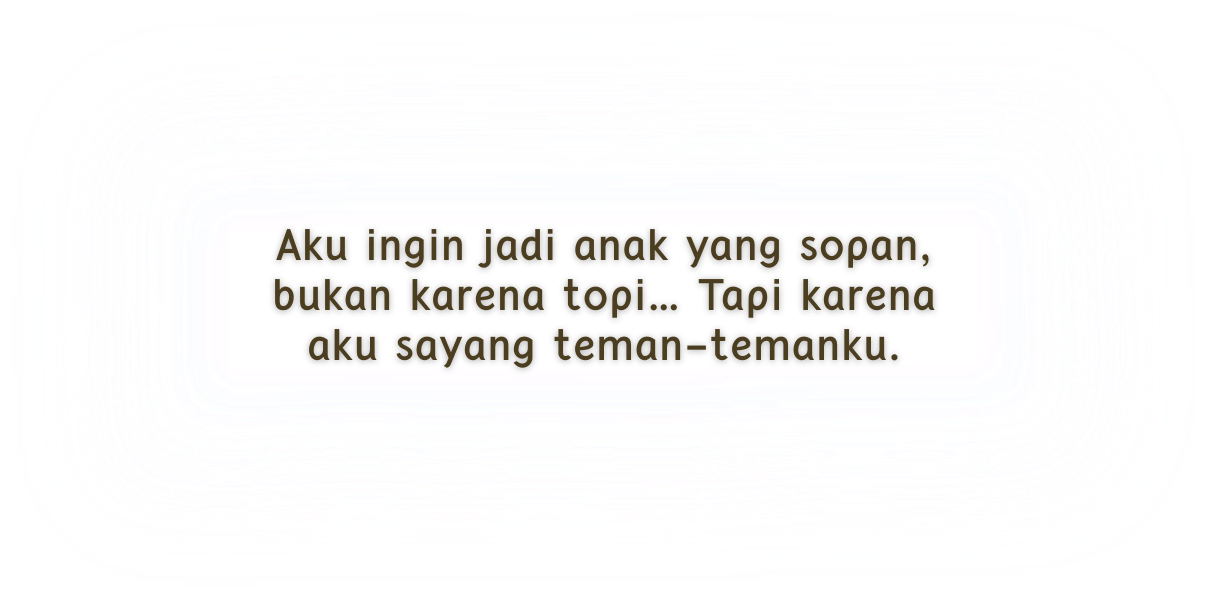 Aku ingin jadi anak yang sopan,
bukan karena topi... Tapi karena
aku sayang teman-temanku.